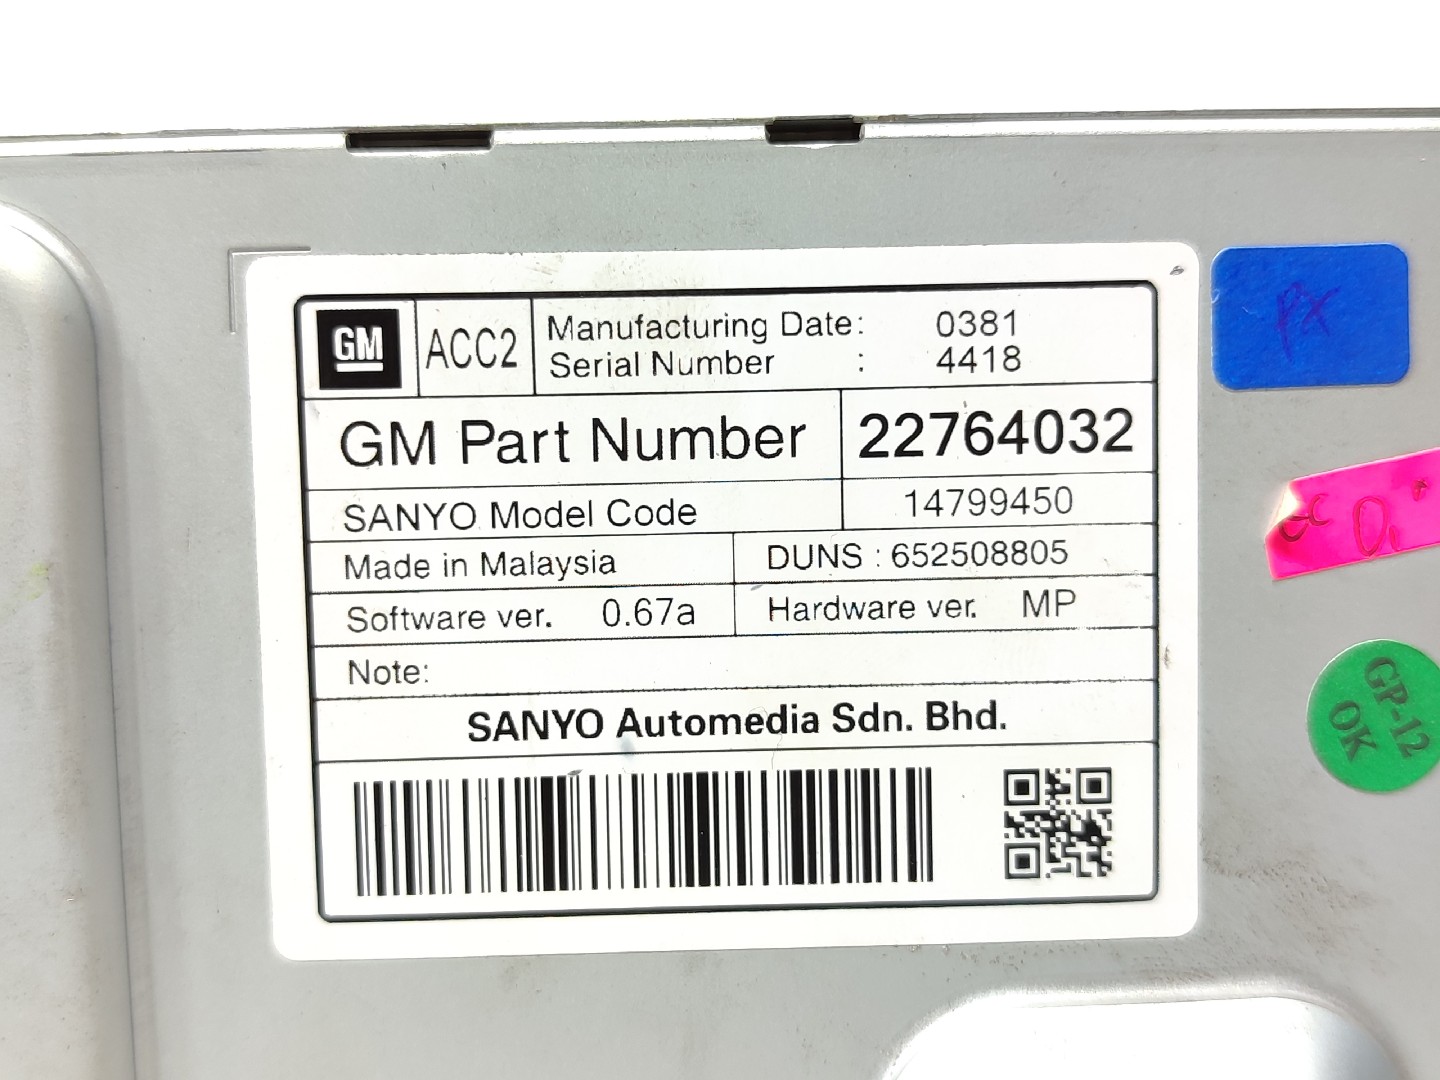 GM
ACC2
Manufacturing Date: 0381
Serial Number : 4418
GM Part Number 22764032
SANYO Model Code 14799450
Made in Malaysia DUNS : 652508805
Software ver. 0.67a Hardware ver. MP
Note:
SANYO Automedia Sdn. Bhd.
PX
GP-12
OK